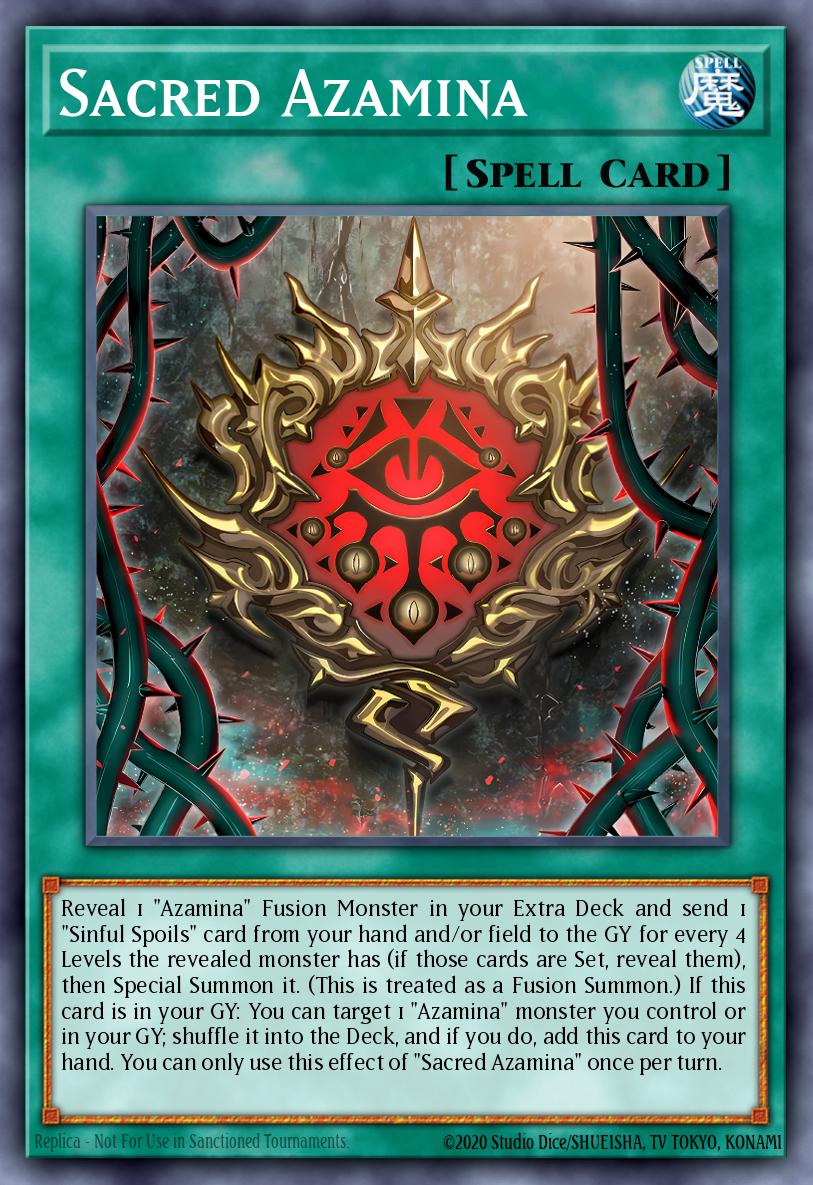 Sacred Azamina
SPELL
魔
[ Spell Card ]
Reveal 1 "Azamina" Fusion Monster in your Extra Deck and send 1
"Sinful Spoils" card from your hand and/or field to the GY for every 4
Levels the revealed monster has (if those cards are Set, reveal them),
then Special Summon it. (This is treated as a Fusion Summon.) If this
card is in your GY: You can target 1 "Azamina" monster you control or
in your GY; shuffle it into the Deck, and if you do, add this card to your
hand. You can only use this effect of "Sacred Azamina" once per turn.
Replica - Not For Use in Sanctioned Tournaments.
©2020 Studio Dice/SHUEISHA, TV TOKYO, KONAMI